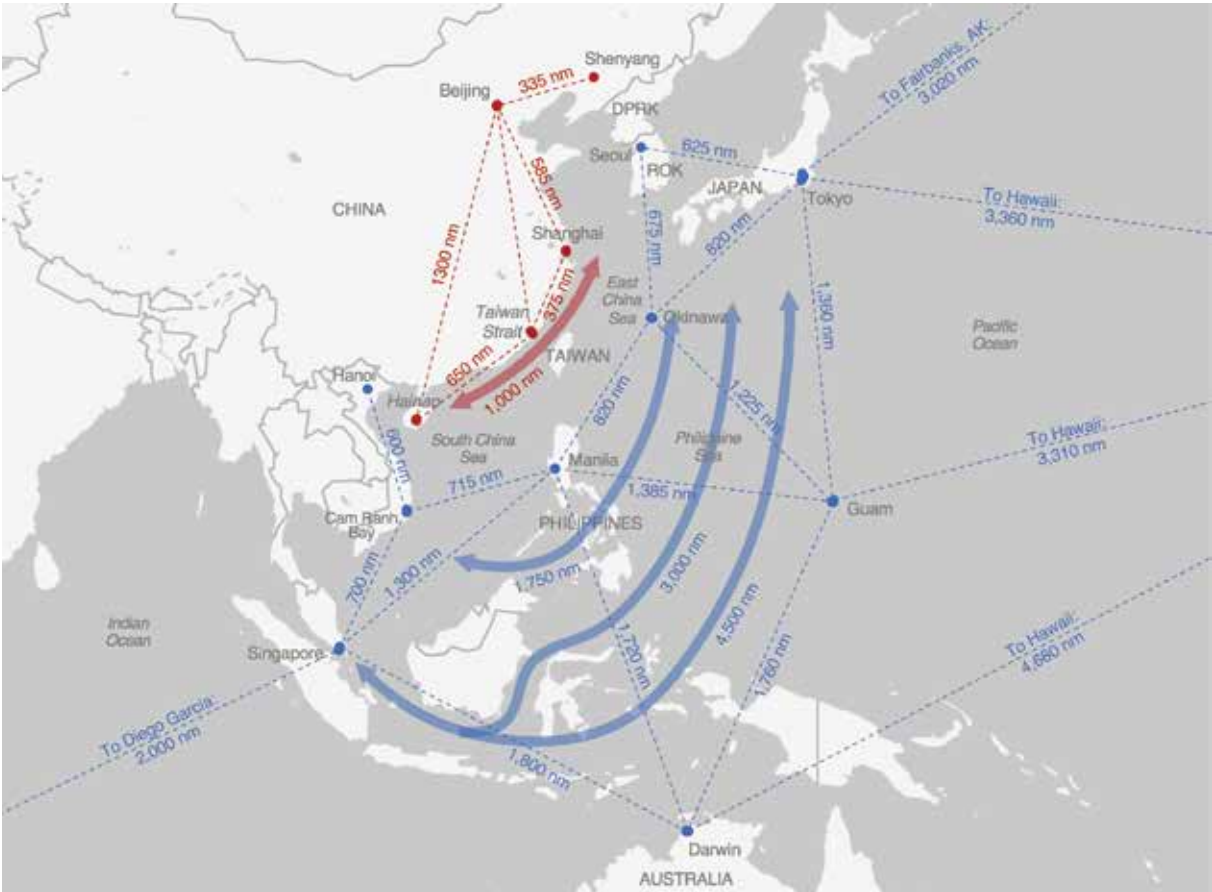 To Fairbanks, AK:
3,020 nm
Shenyang
335 nm
Beijing
DPRK
Seoul
625 nm
ROK
585 nm
JAPAN
Tokyo
To Hawaii:
3,360 nm
CHINA
1300 nm
Shanghai
675 nm
820 nm
375 nm
East
China
Sea
Okinawa
1,360 nm
Taiwan
Strait
TAIWAN
Pacific
Ocean
650 nm
1,000 nm
Hanoi
Hainan
820 nm
1,225 nm
600 nm
South China
Sea
Philippine
Sea
To Hawaii:
3,310 nm
Manila
715 nm
1,385 nm
Guam
Cam Ranh
Bay
PHILIPPINES
700 nm
1,300 nm
1,750 nm
3,000 nm
4,500 nm
Indian
Ocean
Singapore
1,720 nm
1,760 nm
To Hawaii:
4,660 nm
To Diego Garcia:
2,000 nm
1,800 nm
Darwin
AUSTRALIA